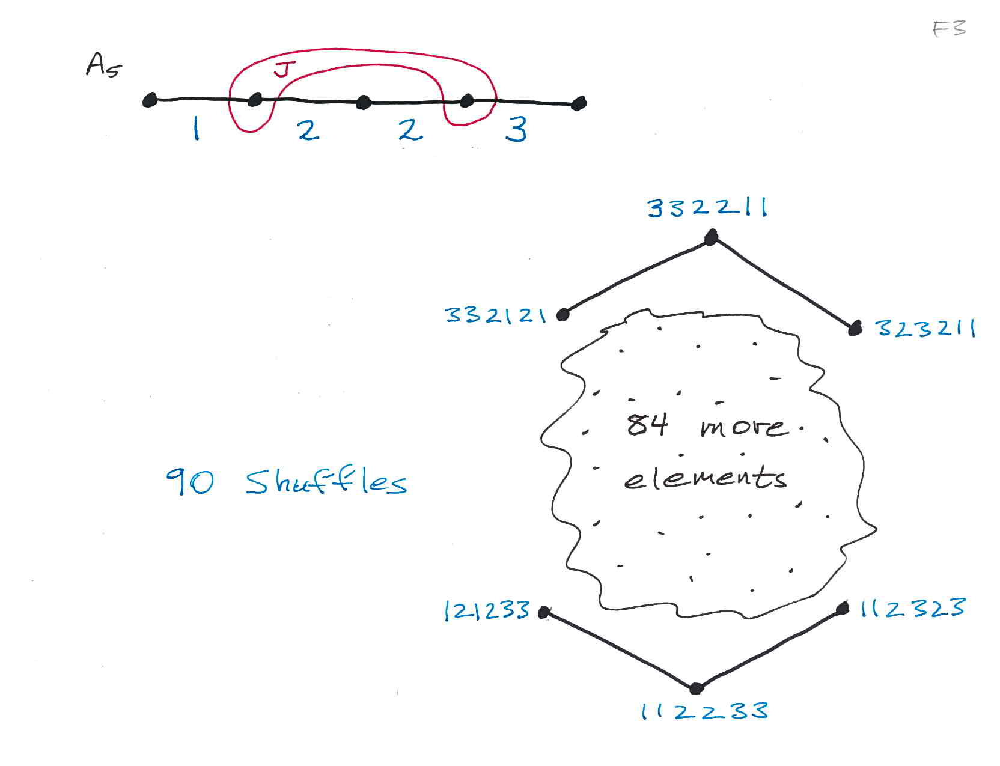 F3
A5
J
1 2 2 3
332211
332121
323211
84 more
elements
90 Shuffles
121233
112323
112233